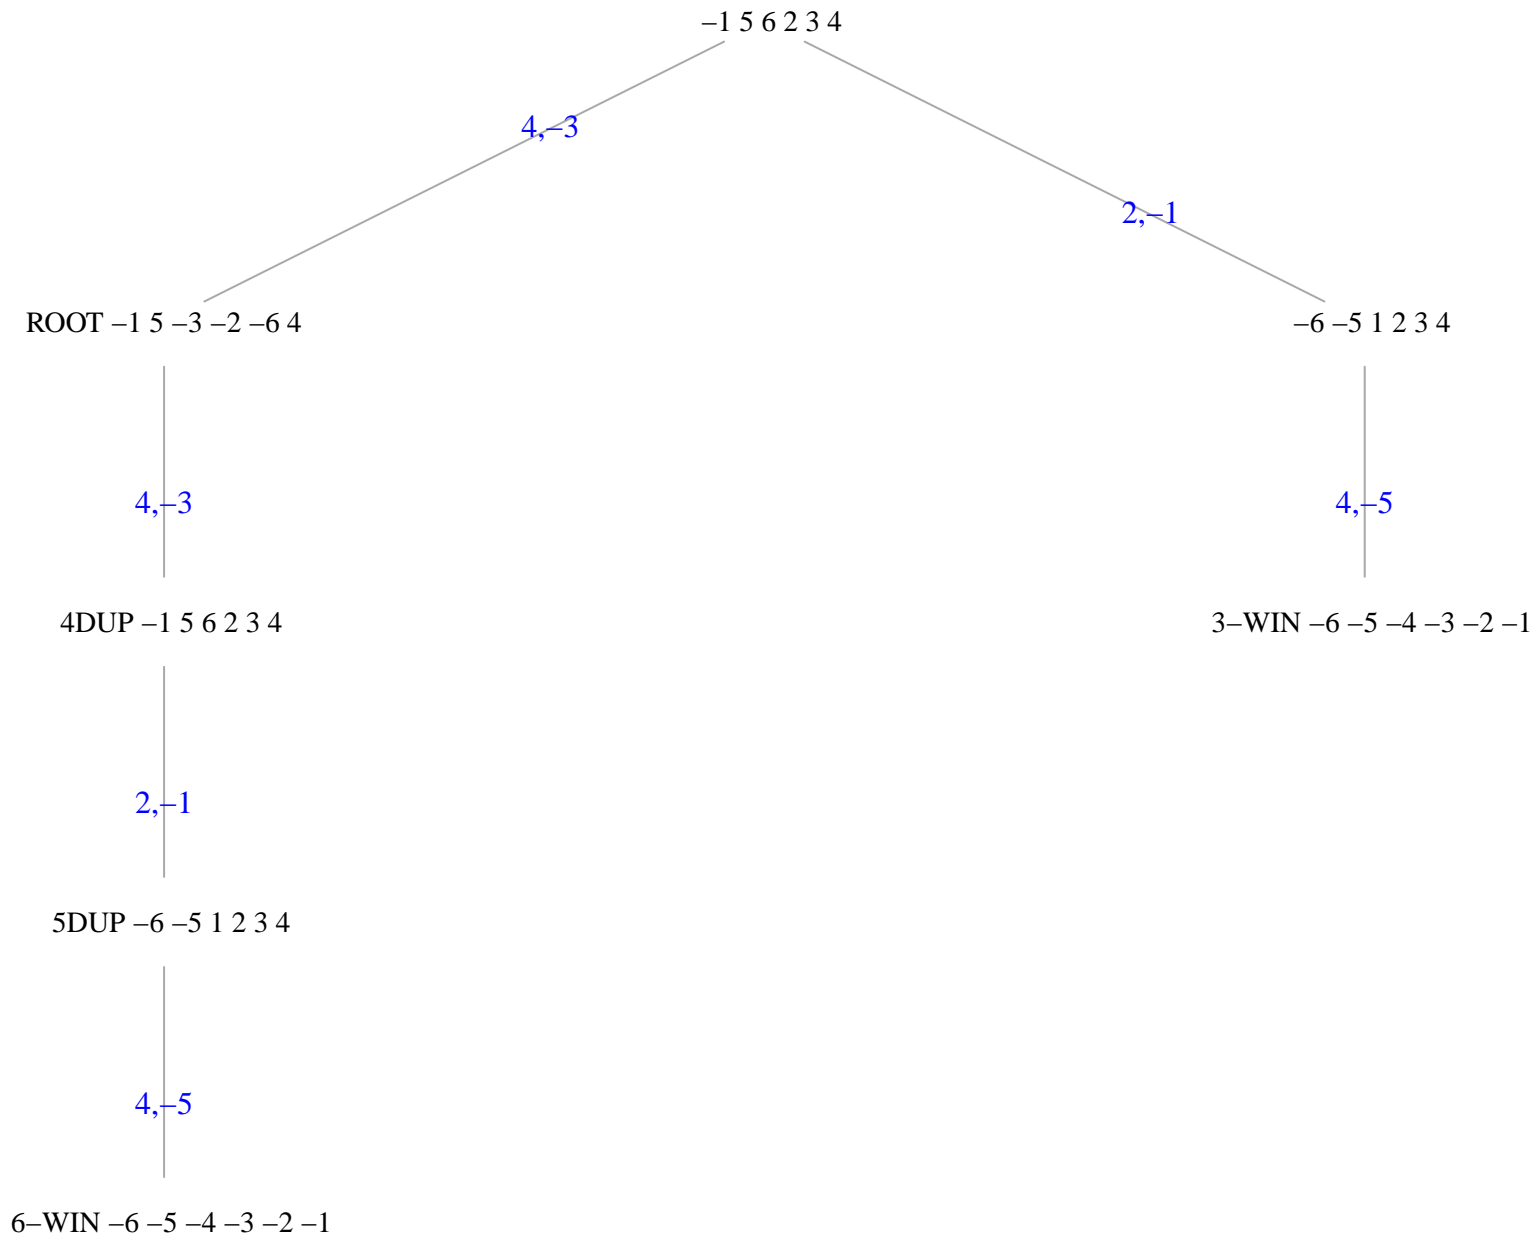 –1 5 6 2 3 4
4,–3
2,–1
ROOT –1 5 –3 –2 –6 4
–6 –5 1 2 3 4
4,–3
4,–5
4DUP –1 5 6 2 3 4
3–WIN –6 –5 –4 –3 –2 –1
2,–1
5DUP –6 –5 1 2 3 4
4,–5
6–WIN –6 –5 –4 –3 –2 –1